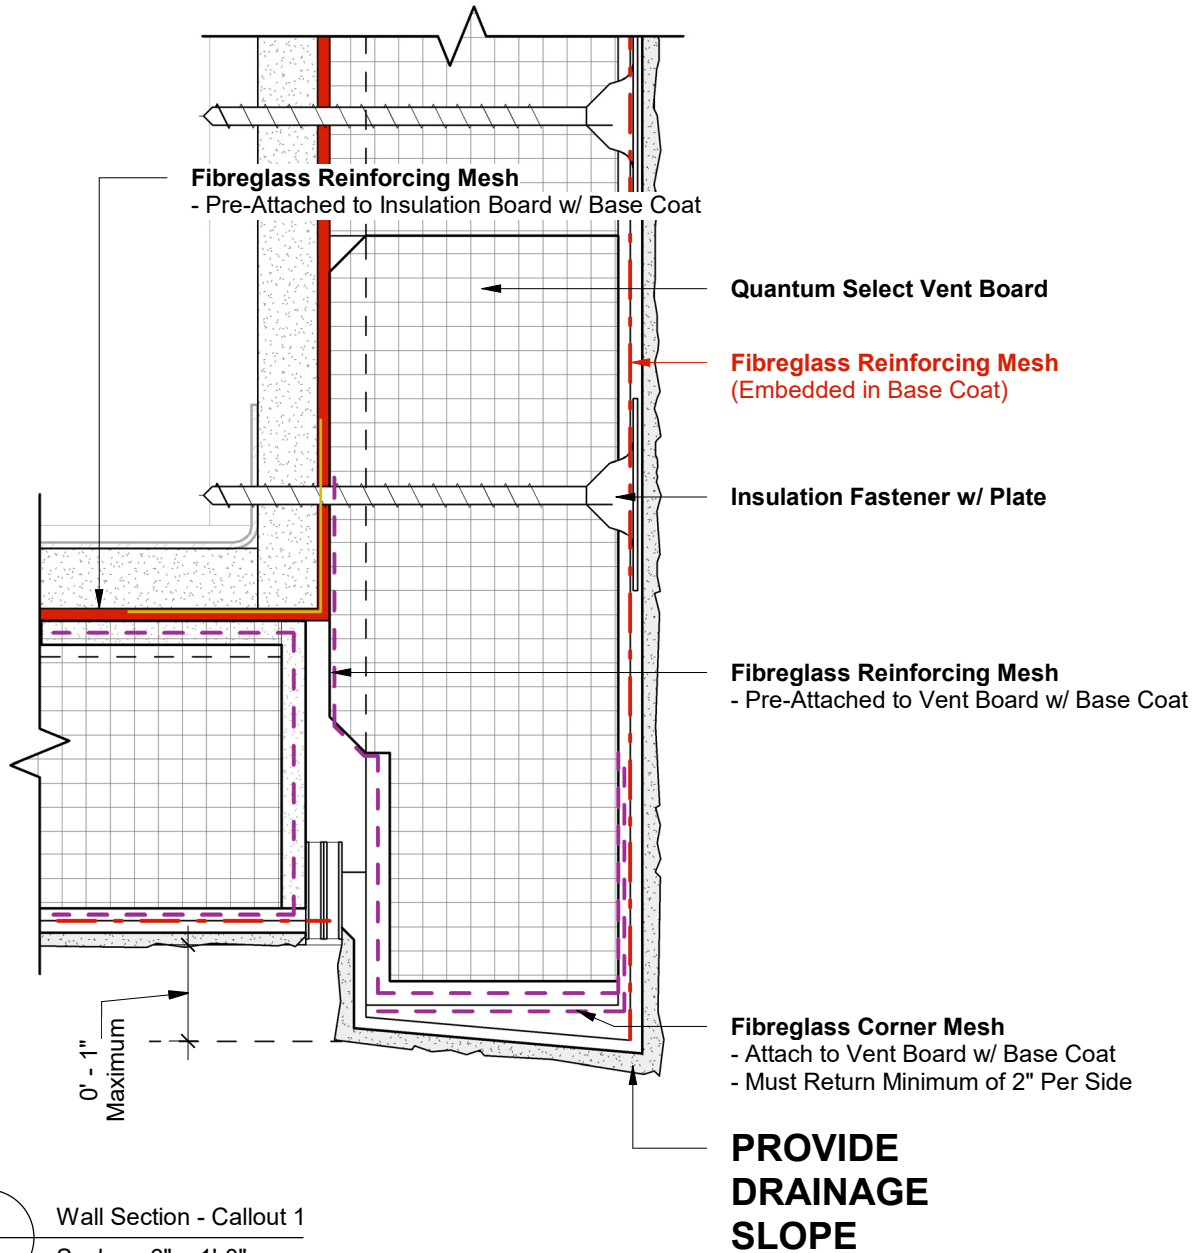 Fibreglass Reinforcing Mesh
- Pre-Attached to Insulation Board w/ Base Coat
Quantum Select Vent Board
Fibreglass Reinforcing Mesh
(Embedded in Base Coat)
Insulation Fastener w/ Plate
Fibreglass Reinforcing Mesh
- Pre-Attached to Vent Board w/ Base Coat
0' - 1"
Maximum
Fibreglass Corner Mesh
- Attach to Vent Board w/ Base Coat
- Must Return Minimum of 2" Per Side
PROVIDE
DRAINAGE
SLOPE
Wall Section - Callout 1